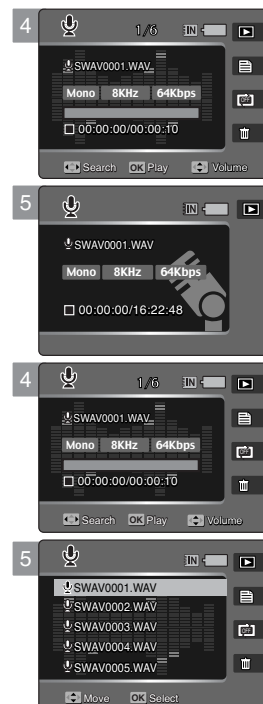 4
1/6 IN
SWAV0001.WAV
Mono 8KHz 64Kbps
00:00:00/00:00:10
OFF
Search OK Play Volume
5
IN
SWAV0001.WAV
Mono 8KHz 64Kbps
00:00:00/16:22:48
4
1/6 IN
SWAV0001.WAV
Mono 8KHz 64Kbps
00:00:00/00:00:10
OFF
Search OK Play Volume
5
IN
SWAV0001.WAV
SWAV0002.WAV
SWAV0003.WAV
SWAV0004.WAV
SWAV0005.WAV
OFF
Move OK Select